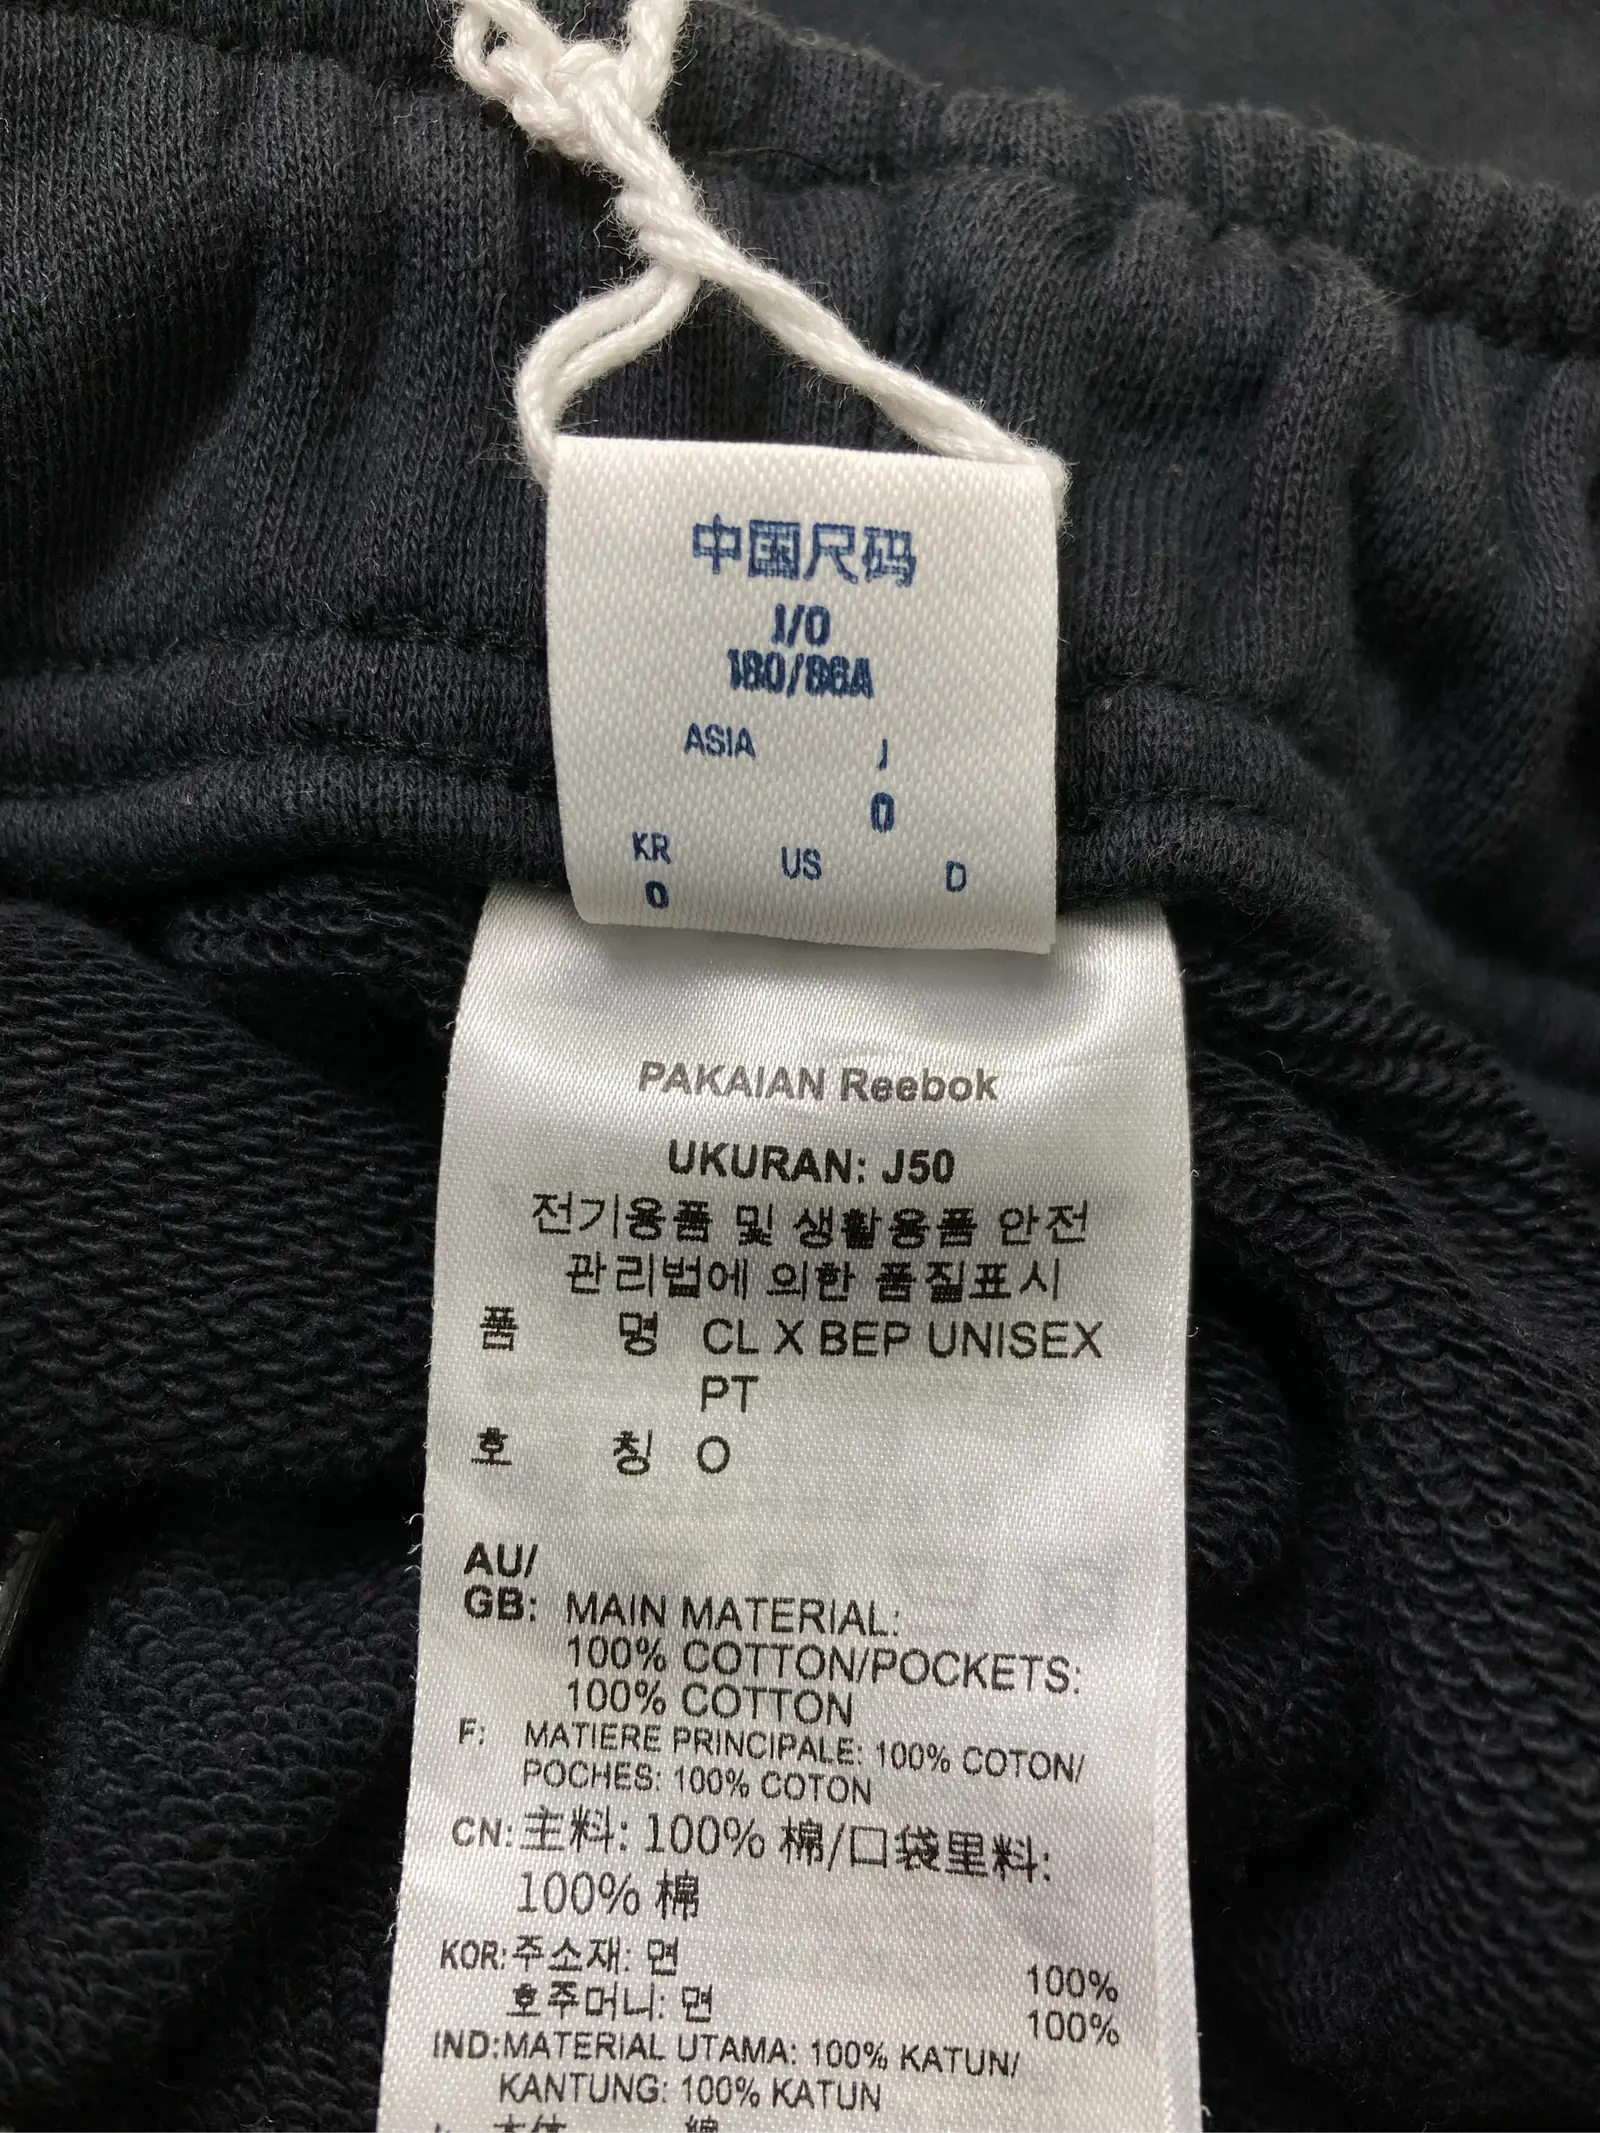 中国尺码
J/O
180/86A
ASIA J
O
KR US D
O
PAKAIAN Reebok
UKURAN: J50
전기용품 및 생활용품 안전
관리법에 의한 품질표시
품 명 CL X BEP UNISEX
PT
호 칭 O
AU/
GB: MAIN MATERIAL:
100% COTTON/POCKETS:
100% COTTON
F: MATIERE PRINCIPALE: 100% COTON/
POCHES: 100% COTON
CN: 主料: 100% 棉/口袋里料:
100% 棉
KOR: 주소재: 면 100%
호주머니: 면 100%
IND: MATERIAL UTAMA: 100% KATUN/
KANTUNG: 100% KATUN